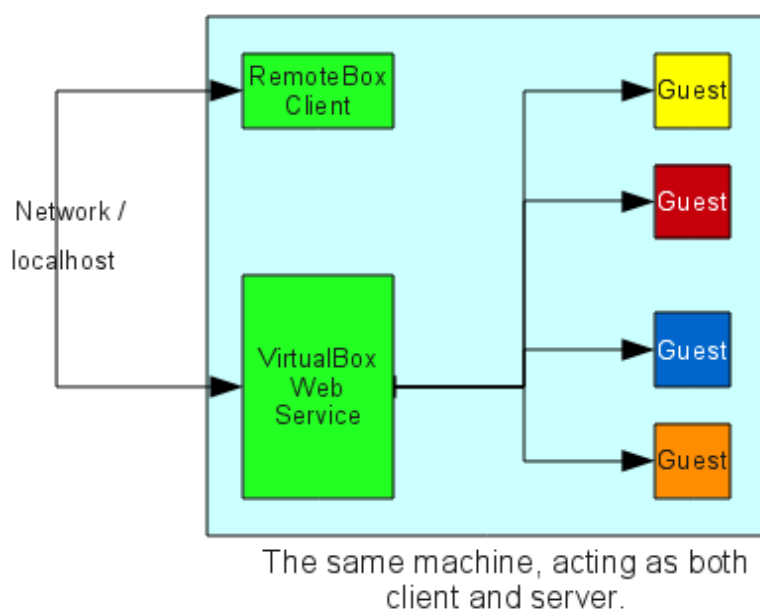 RemoteBox
Client
Guest
Guest
Network /
localhost
VirtualBox
Web
Service
Guest
Guest
The same machine, acting as both
client and server.